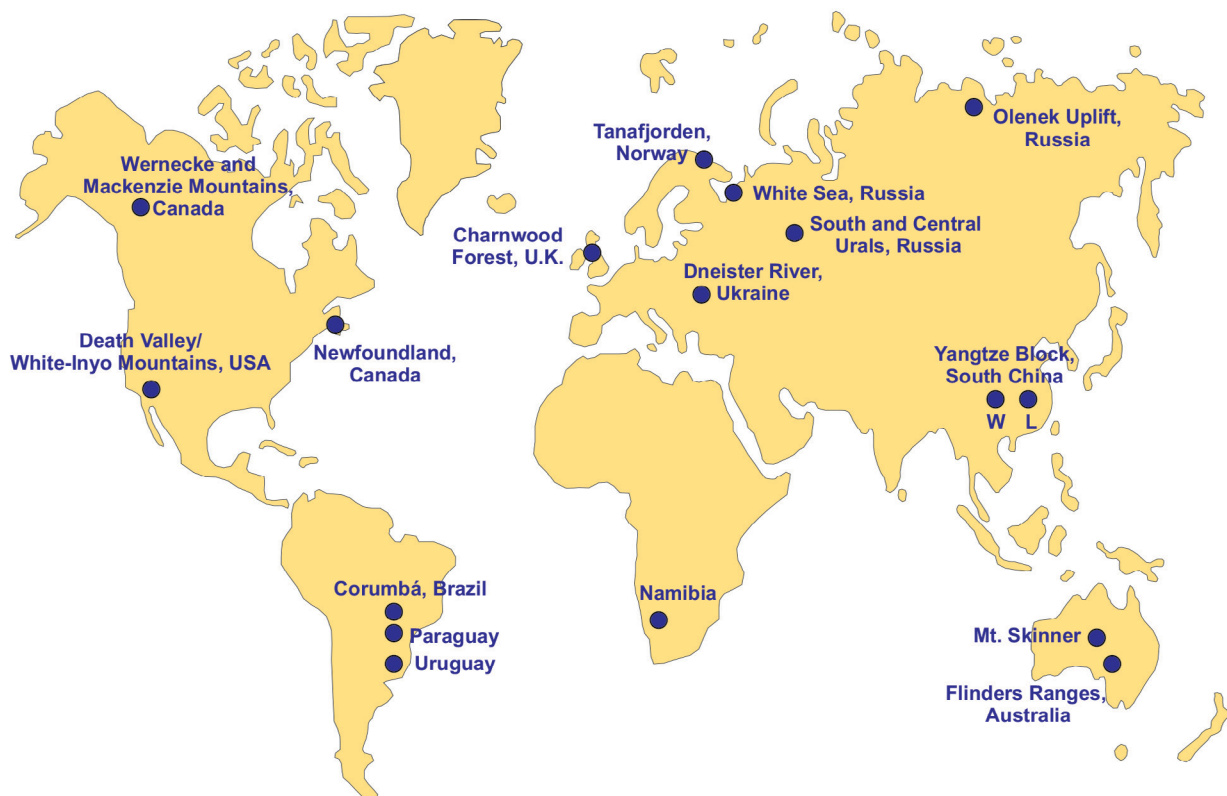 Olenek Uplift,
Russia
Tanafjorden,
Norway
Wernecke and
Mackenzie Mountains,
Canada
White Sea, Russia
South and Central
Urals, Russia
Charnwood
Forest, U.K.
Dneister River,
Ukraine
Death Valley/
White-Inyo Mountains, USA
Newfoundland,
Canada
Yangtze Block,
South China
W L
Corumbá, Brazil
Paraguay
Uruguay
Namibia
Mt. Skinner
Flinders Ranges,
Australia